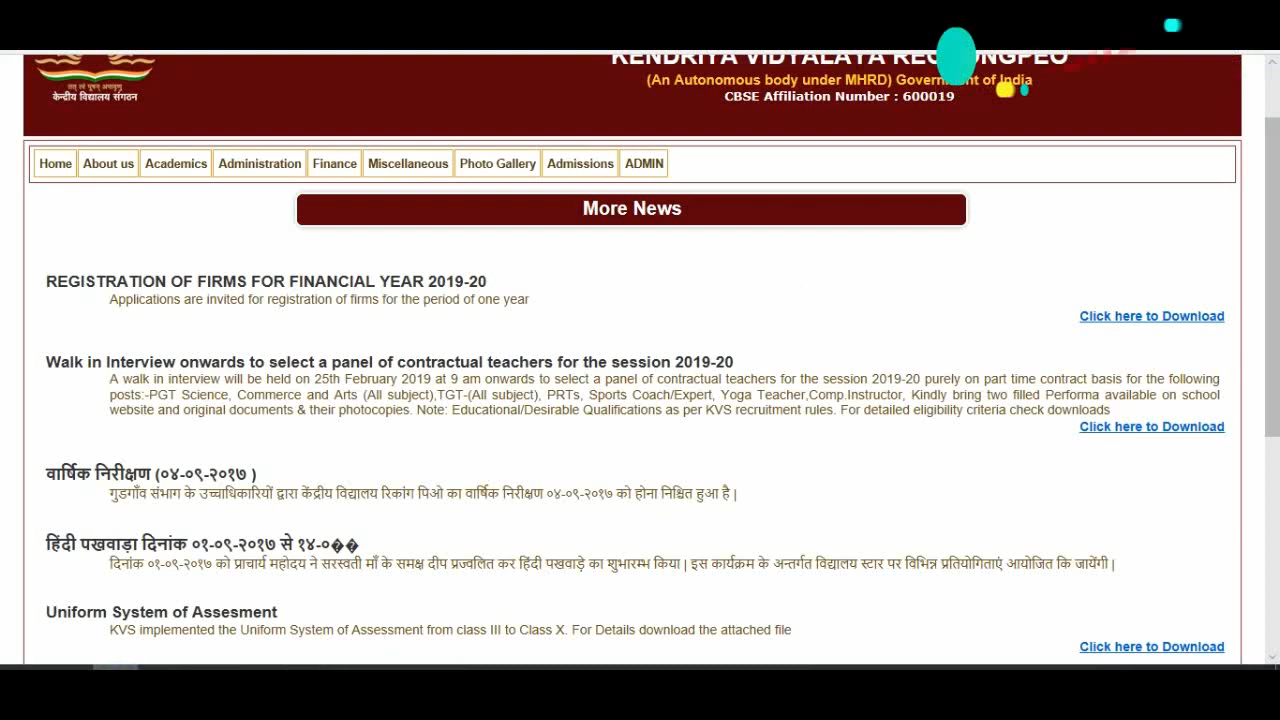 KENDRIYA VIDYALAYA
(An Autonomous body under MHRD) Government of India
केन्द्रीय विद्यालय संगठन
CBSE Affiliation Number : 600019
Home About us Academics Administration Finance Miscellaneous Photo Gallery Admissions ADMIN
More News
REGISTRATION OF FIRMS FOR FINANCIAL YEAR 2019-20
Applications are invited for registration of firms for the period of one year
Click here to Download
Walk in Interview onwards to select a panel of contractual teachers for the session 2019-20
A walk in interview will be held on 25th February 2019 at 9 am onwards to select a panel of contractual teachers for the session 2019-20 purely on part time contract basis for the following
posts:-PGT Science, Commerce and Arts (All subject),TGT-(All subject), PRTs, Sports Coach/Expert, Yoga Teacher,Comp.Instructor, Kindly bring two filled Performa available on school
website and original documents & their photocopies. Note: Educational/Desirable Qualifications as per KVS recruitment rules. For detailed eligibility criteria check downloads
Click here to Download
वार्षिक निरीक्षण (०४-०९-२०१७ )
गुडगाँव संभाग के उच्चाधिकारियों द्वारा केंद्रीय विद्यालय रिकांग पिओ का वार्षिक निरीक्षण ०४-०९-२०१७ को होना निश्चित हुआ है |
हिंदी पखवाड़ा दिनांक ०१-०९-२०१७ से १४-०��
दिनांक ०१-०९-२०१७ को प्राचार्य महोदय ने सरस्वती माँ के समक्ष दीप प्रज्वलित कर हिंदी पखवाड़े का शुभारम्भ किया | इस कार्यक्रम के अन्तर्गत विद्यालय स्टार पर विभिन्न प्रतियोगिताएं आयोजित कि जायेंगी |
Uniform System of Assesment
KVS implemented the Uniform System of Assessment from class III to Class X. For Details download the attached file
Click here to Download